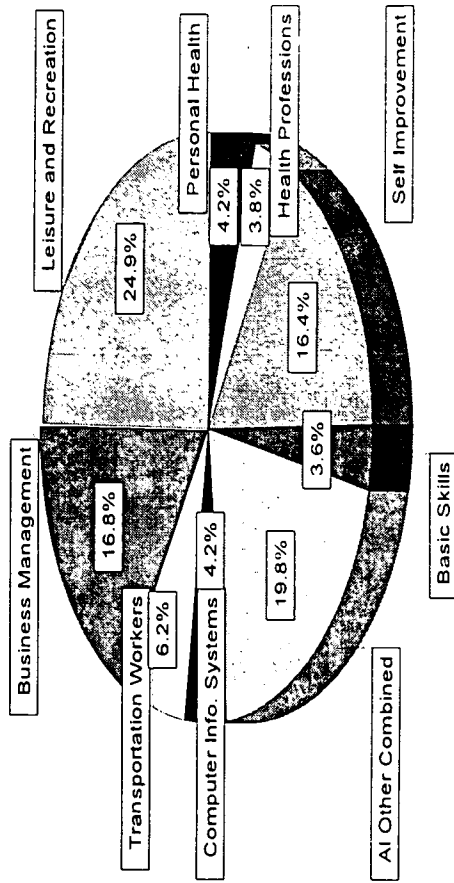 Leisure and Recreation
24.9%
Personal Health
4.2%
Health Professions
3.8%
Self Improvement
16.4%
Basic Skills
3.6%
Al Other Combined
19.8%
Computer Info. Systems
4.2%
Transportation Workers
6.2%
Business Management
16.8%